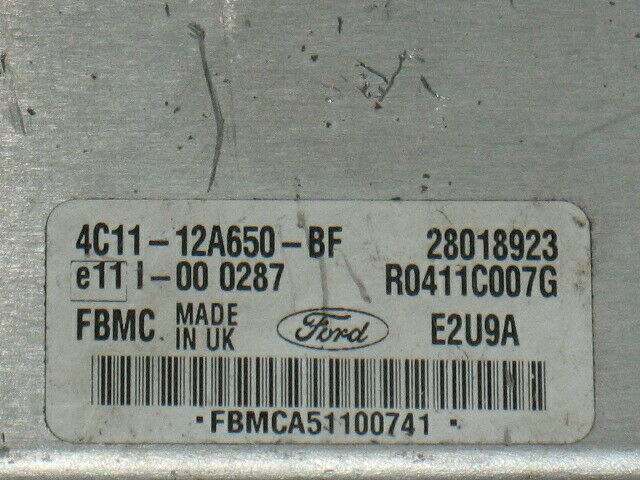 4C11-12A650-BF 28018923
e11 I-00 0287 R0411C007G
FBMC MADE IN UK Ford E2U9A
·FBMCA51100741·